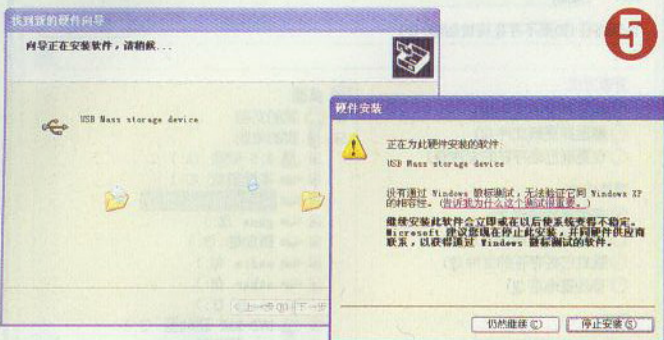 找到新的硬件向导
向导正在安装软件，请稍候...
5
USB Mass storage device
硬件安装
正在为此硬件安装的软件:
USB Mass storage device
没有通过 Windows 徽标测试，无法验证它同 Windows XP
的相容性。(告诉我为什么这个测试很重要。)
继续安装此软件会立即或在以后使系统变得不稳定。
Microsoft 建议您现在停止此安装，并同硬件供应商
联系，以获得通过 Windows 徽标测试的软件。
<上一步(B) 下一步
仍然继续(C) 停止安装(S)